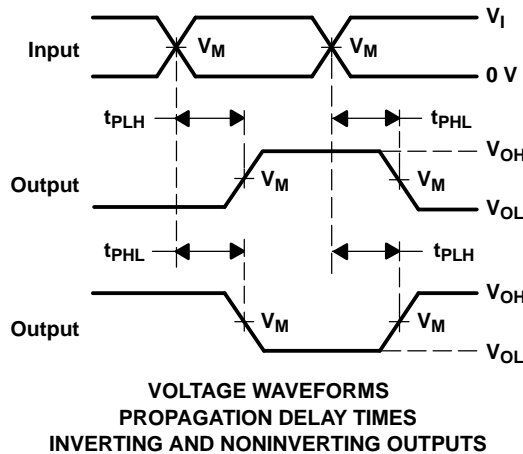 V_I
Input V_M V_M
0 V
t_PLH t_PHL
V_OH
Output V_M V_M
V_OL
t_PHL t_PLH
V_OH
Output V_M V_M
V_OL
VOLTAGE WAVEFORMS
PROPAGATION DELAY TIMES
INVERTING AND NONINVERTING OUTPUTS